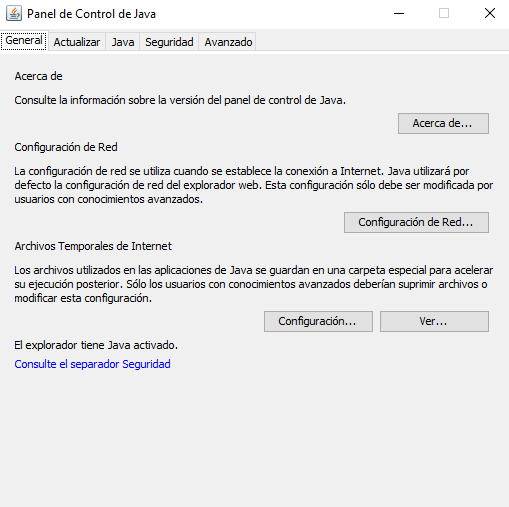 Panel de Control de Java
General Actualizar Java Seguridad Avanzado
Acerca de
Consulte la información sobre la versión del panel de control de Java.
Acerca de...
Configuración de Red
La configuración de red se utiliza cuando se establece la conexión a Internet. Java utilizará por
defecto la configuración de red del explorador web. Esta configuración sólo debe ser modificada por
usuarios con conocimientos avanzados.
Configuración de Red...
Archivos Temporales de Internet
Los archivos utilizados en las aplicaciones de Java se guardan en una carpeta especial para acelerar
su ejecución posterior. Sólo los usuarios con conocimientos avanzados deberían suprimir archivos o
modificar esta configuración.
Configuración... Ver...
El explorador tiene Java activado.
Consulte el separador Seguridad